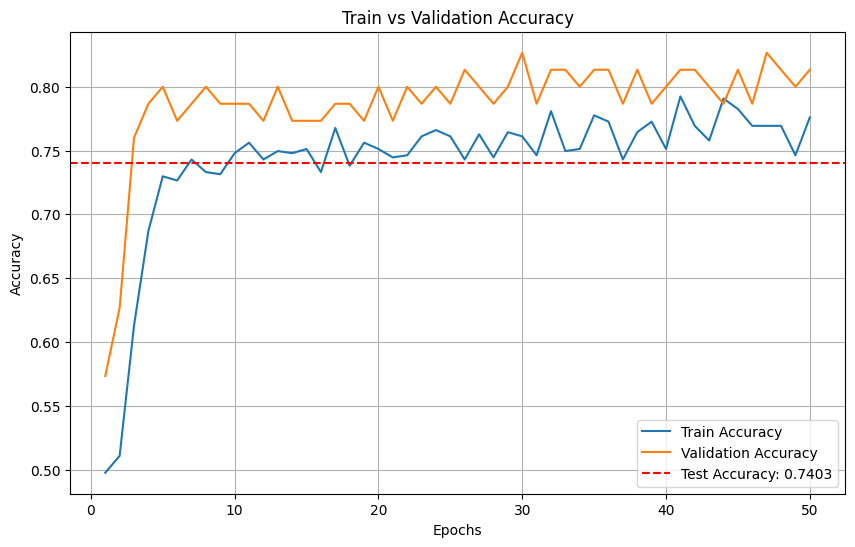 Train vs Validation Accuracy
Accuracy
0.80
0.75
0.70
0.65
0.60
0.55
0.50
Train Accuracy
Validation Accuracy
Test Accuracy: 0.7403
0 10 20 30 40 50
Epochs